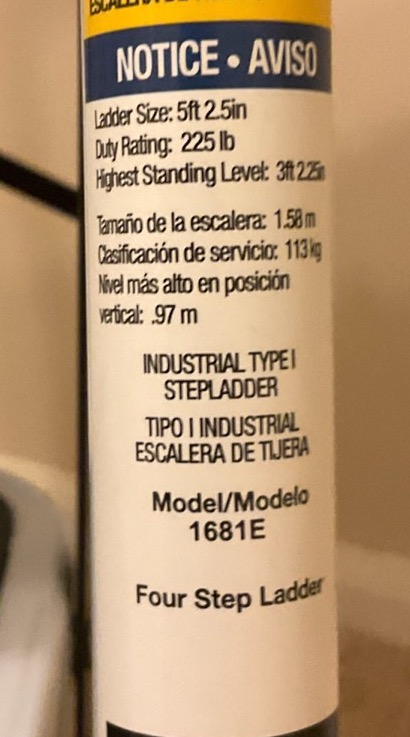 ESCALERA DE
NOTICE • AVISO
Ladder Size: 5ft 2.5in
Duty Rating: 225 lb
Highest Standing Level: 3ft 2.25in
Tamaño de la escalera: 1.58 m
Clasificación de servicio: 113 kg
Nivel más alto en posición
vertical: .97 m
INDUSTRIAL TYPE I
STEPLADDER
TIPO I INDUSTRIAL
ESCALERA DE TIJERA
Model/Modelo
1681E
Four Step Ladder